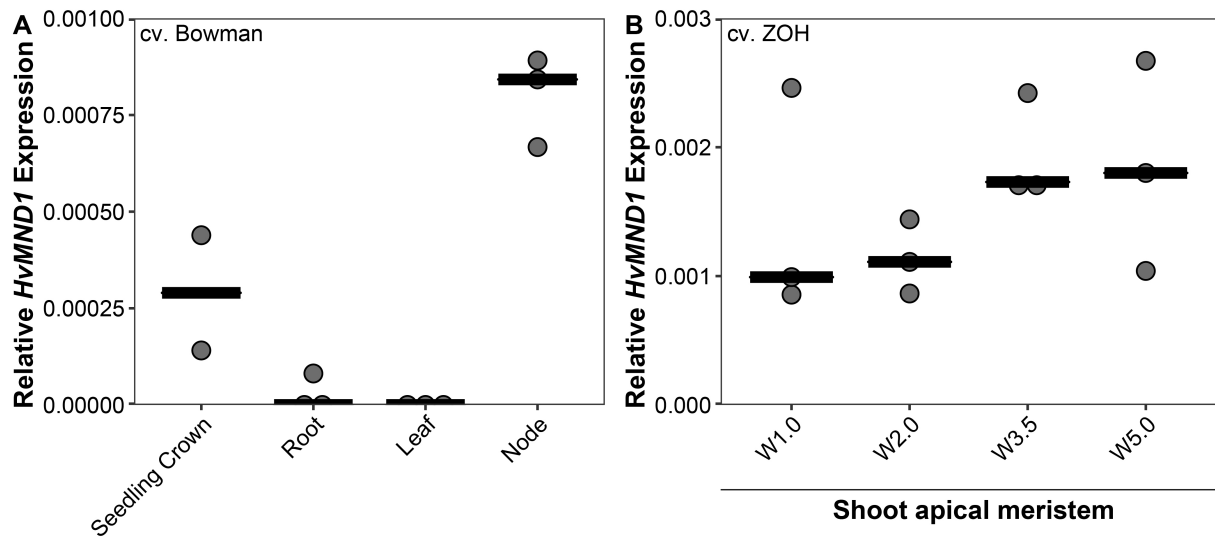 A
cv. Bowman
Relative HvMND1 Expression
0.00100
0.00075
0.00050
0.00025
0.00000
Seedling Crown
Root
Leaf
Node
B
cv. ZOH
Relative HvMND1 Expression
0.003
0.002
0.001
0.000
W1.0
W2.0
W3.5
W5.0
Shoot apical meristem